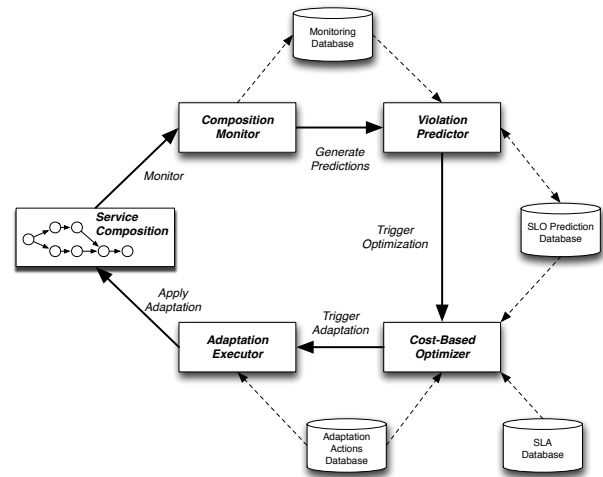 Monitoring
Database
Composition
Monitor
Violation
Predictor
Generate
Predictions
Monitor
Service
Composition
Trigger
Optimization
SLO Prediction
Database
Apply
Adaptation
Trigger
Adaptation
Adaptation
Executor
Cost-Based
Optimizer
Adaptation
Actions
Database
SLA
Database